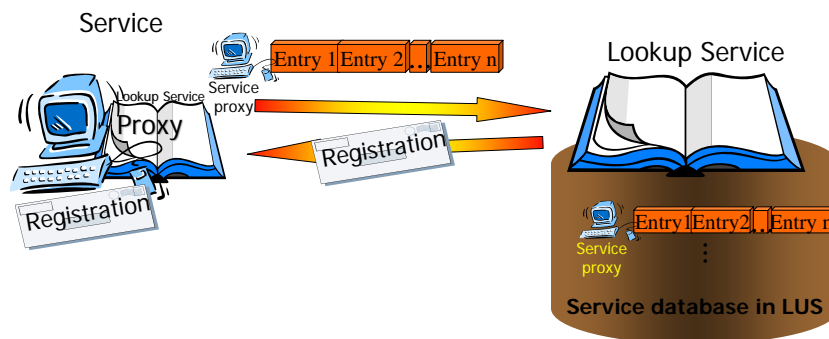 Service
Entry 1 Entry 2 ... Entry n
Service
proxy
Lookup Service
Proxy
Registration
Registration
Lookup Service
Entry1 Entry2 ... Entry n
Service
proxy
⋮
Service database in LUS